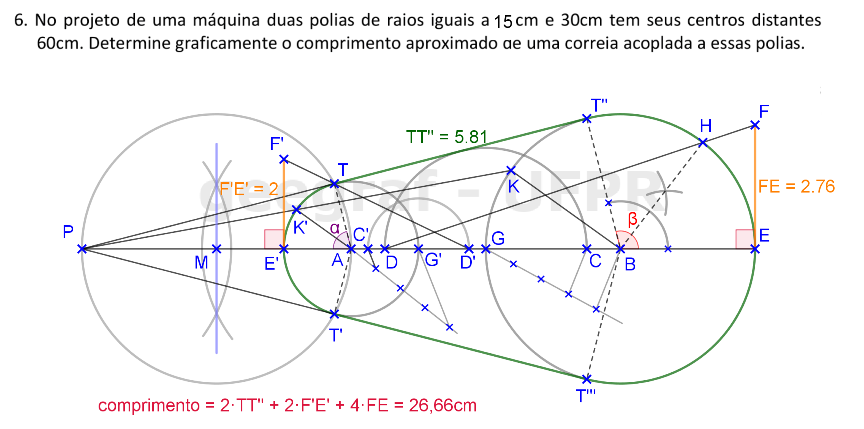 6. No projeto de uma máquina duas polias de raios iguais a 15cm e 30cm tem seus centros distantes
60cm. Determine graficamente o comprimento aproximado de uma correia acoplada a essas polias.
T''
F
H
F'
TT'' = 5.81
T
F'E' = 2
K
FE = 2.76
geograf - UFPR
K'
α
C'
β
P
G
E
M
E'
A
D
G'
D'
C
B
T'
T'''
comprimento = 2·TT'' + 2·F'E' + 4·FE = 26,66cm